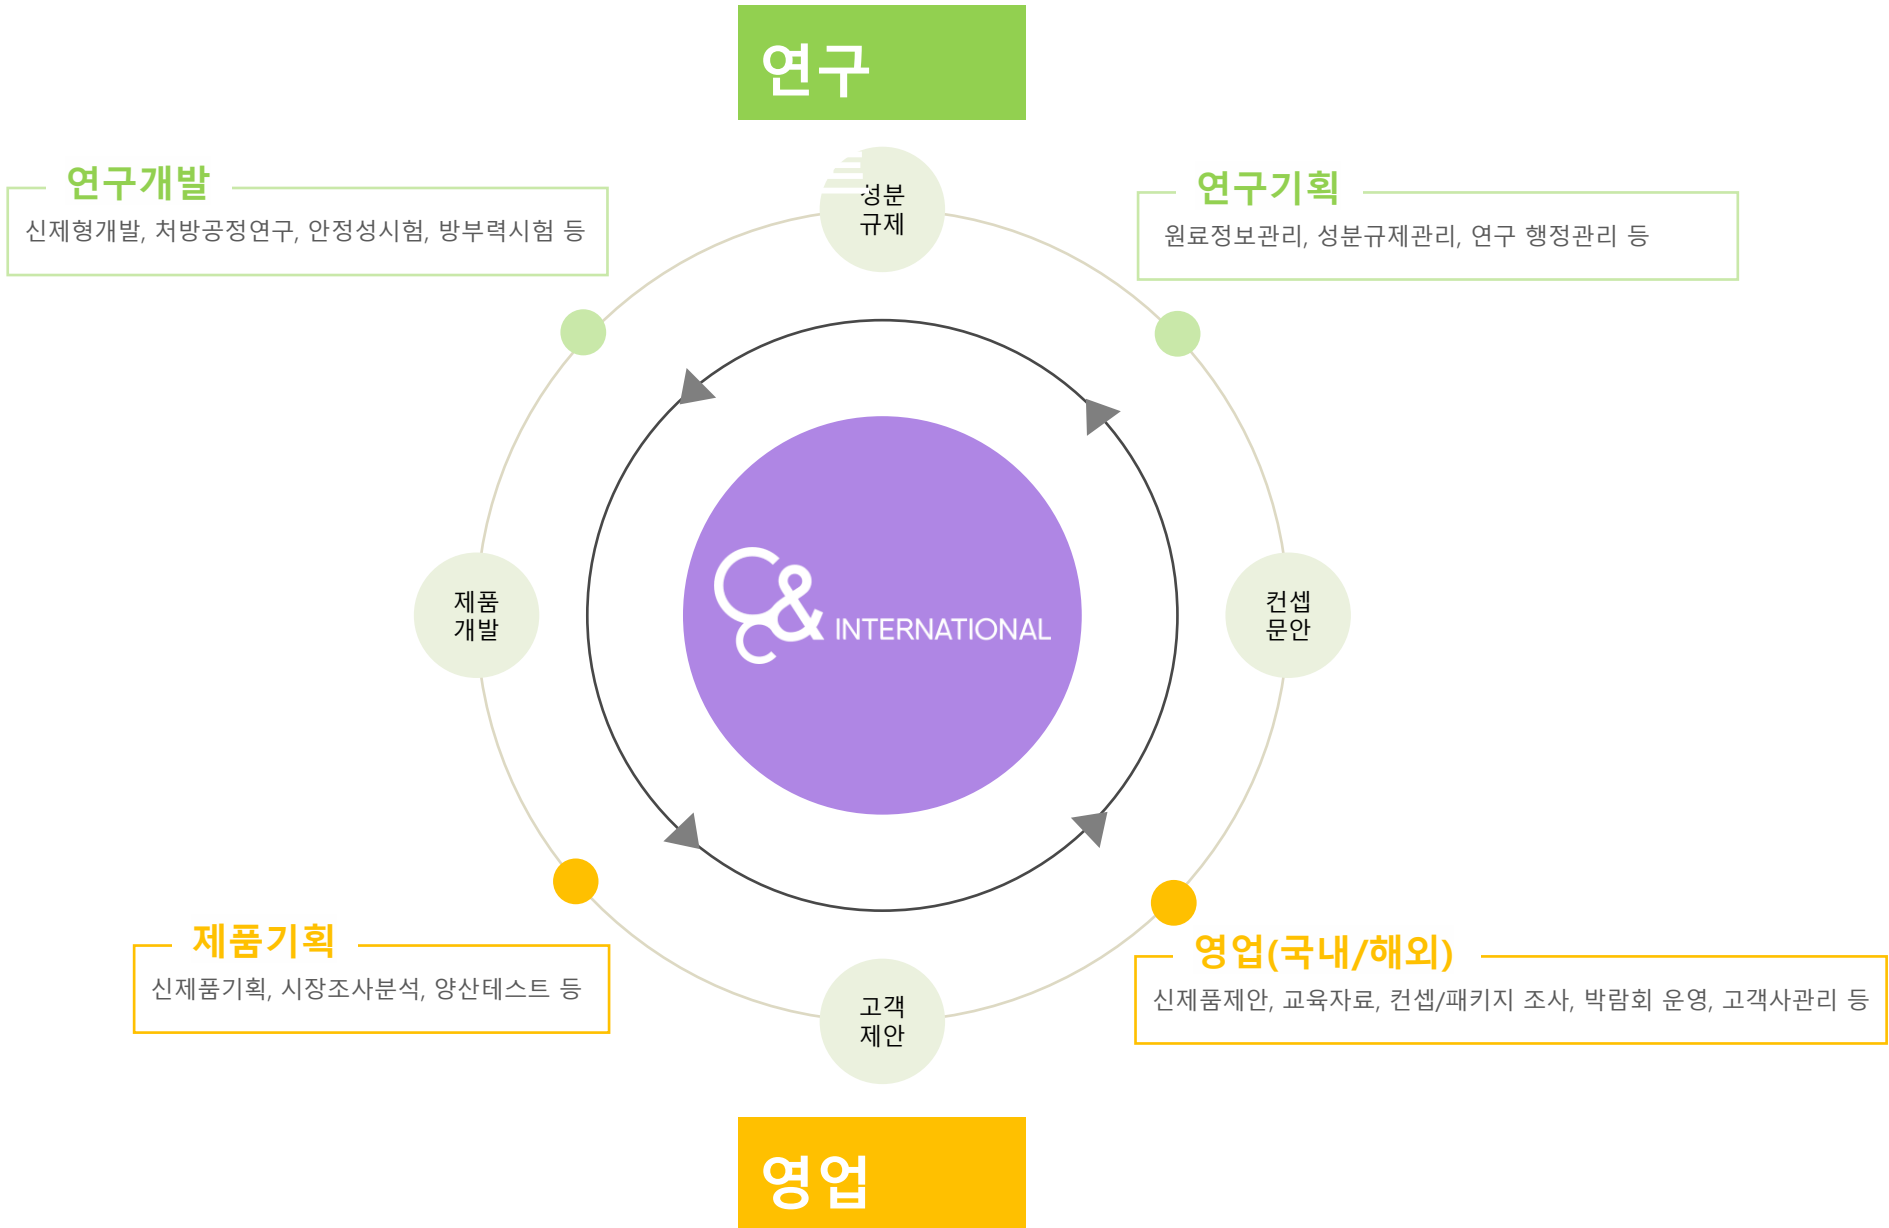 연구
연구개발
신제형개발, 처방공정연구, 안정성시험, 방부력시험 등
성분
규제
연구기획
원료정보관리, 성분규제관리, 연구 행정관리 등
제품
개발
C&C INTERNATIONAL
컨셉
문안
제품기획
신제품기획, 시장조사분석, 양산테스트 등
고객
제안
영업(국내/해외)
신제품제안, 교육자료, 컨셉/패키지 조사, 박람회 운영, 고객사관리 등
영업